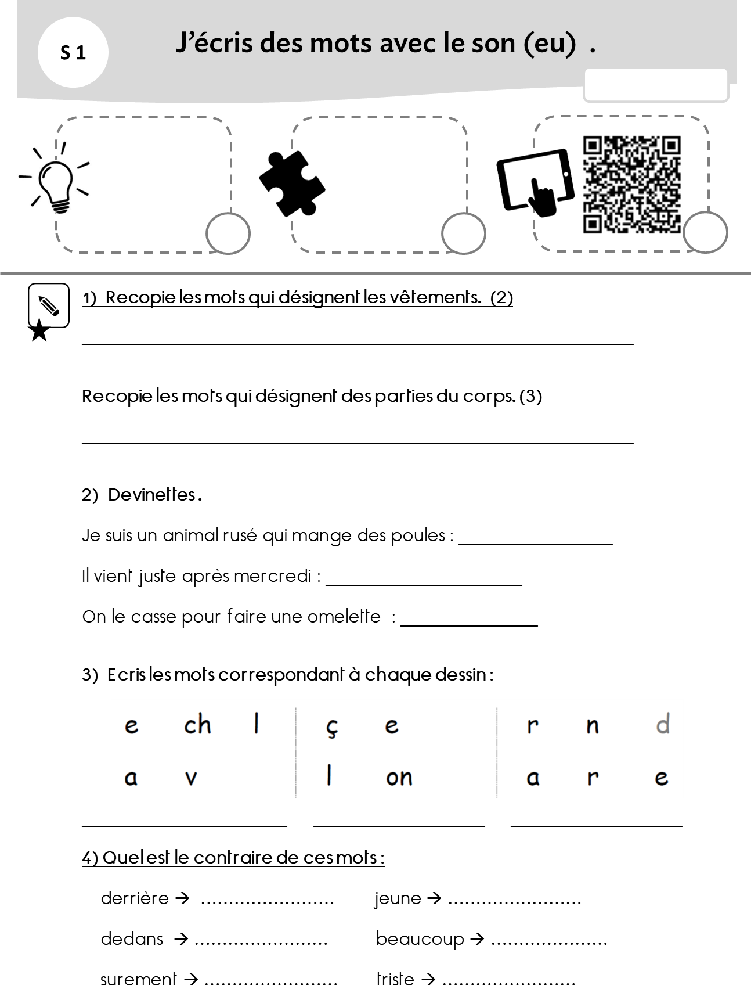 S 1
J'écris des mots avec le son (eu) .
1) Recopie les mots qui désignent les vêtements. (2)
Recopie les mots qui désignent des parties du corps. (3)
2) Devinettes .
Je suis un animal rusé qui mange des poules :
Il vient juste après mercredi :
On le casse pour faire une omelette :
3) Ecris les mots correspondant à chaque dessin :
e ch l ç e r n d
a v l on a r e
4) Quel est le contraire de ces mots :
derrière → ........................ jeune → ........................
dedans → ........................ beaucoup → .....................
surement → ........................ triste → ........................